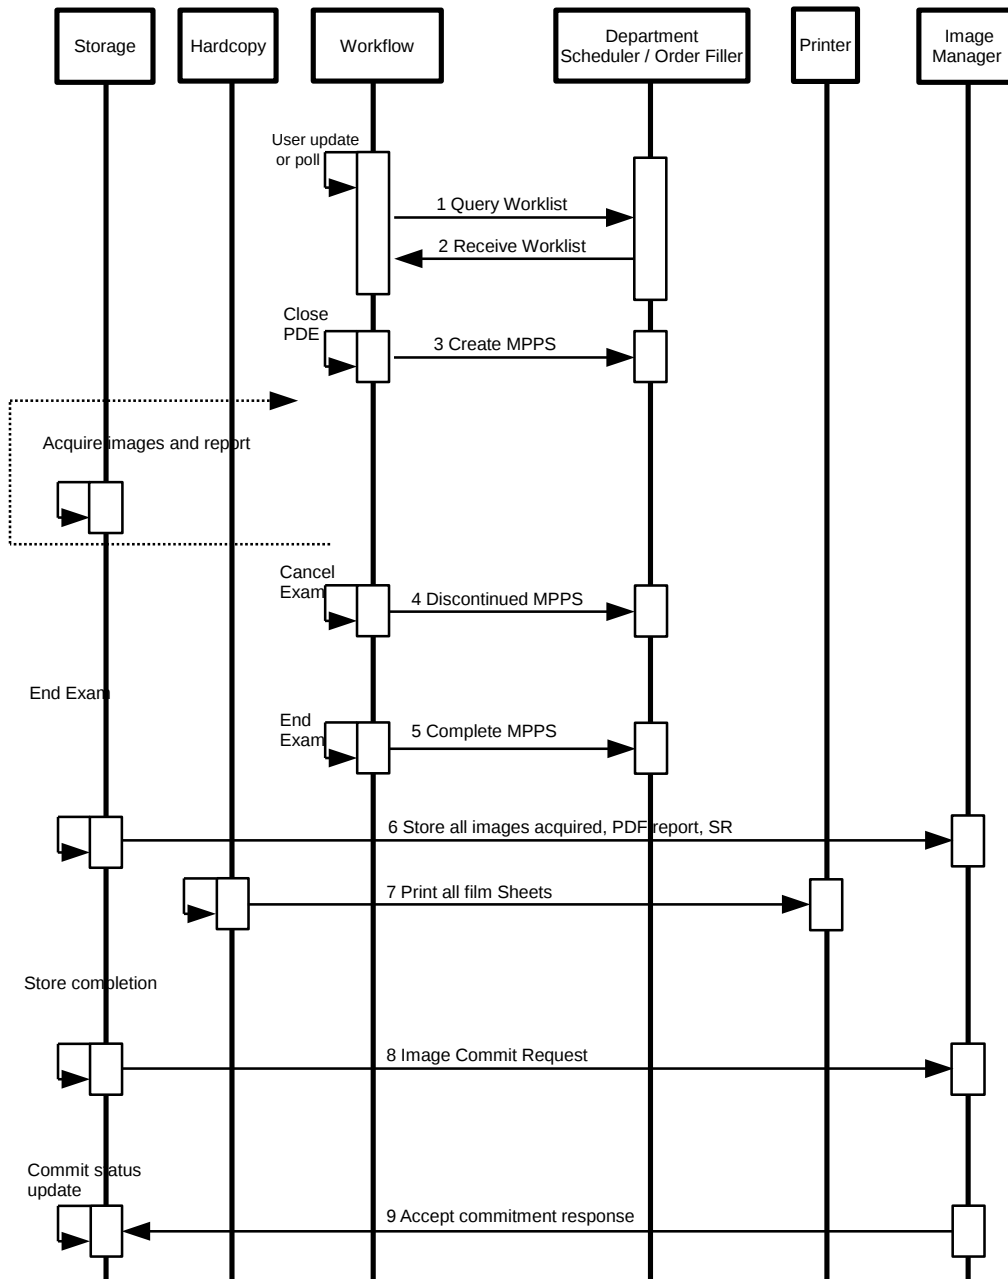 Storage
Hardcopy
Workflow
Department
Scheduler / Order Filler
Printer
Image
Manager
User update
or poll
1 Query Worklist
2 Receive Worklist
Close
PDE
3 Create MPPS
Acquire images and report
Cancel
Exam
4 Discontinued MPPS
End Exam
End
Exam
5 Complete MPPS
6 Store all images acquired, PDF report, SR
7 Print all film Sheets
Store completion
8 Image Commit Request
Commit status
update
9 Accept commitment response